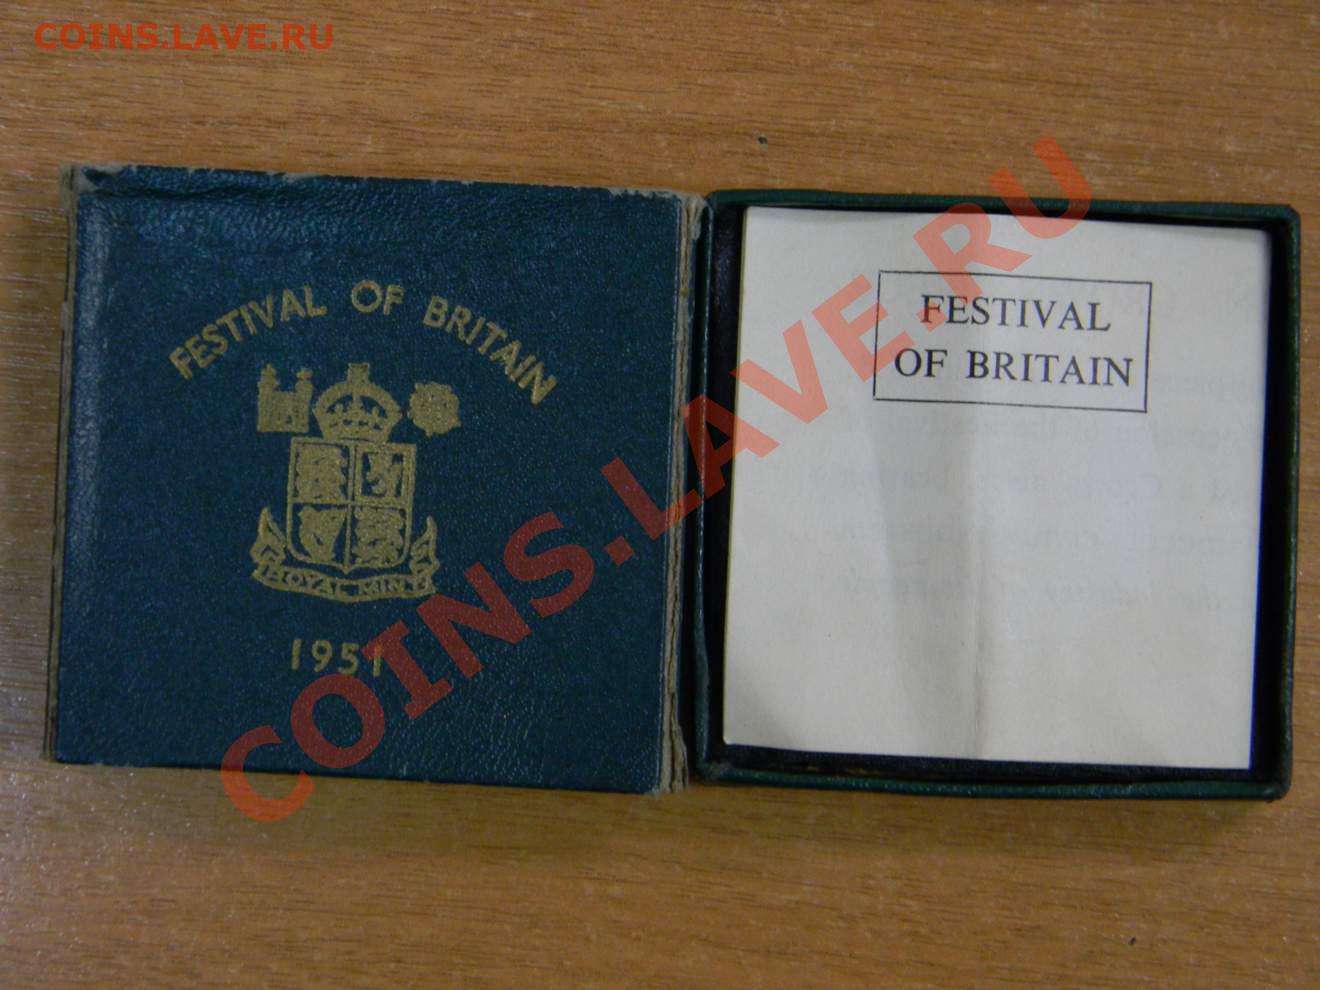 COINS.LAVE.RU
FESTIVAL OF BRITAIN
ROYAL MINT
1951
FESTIVAL
OF BRITAIN
COINS.LAVE.RU